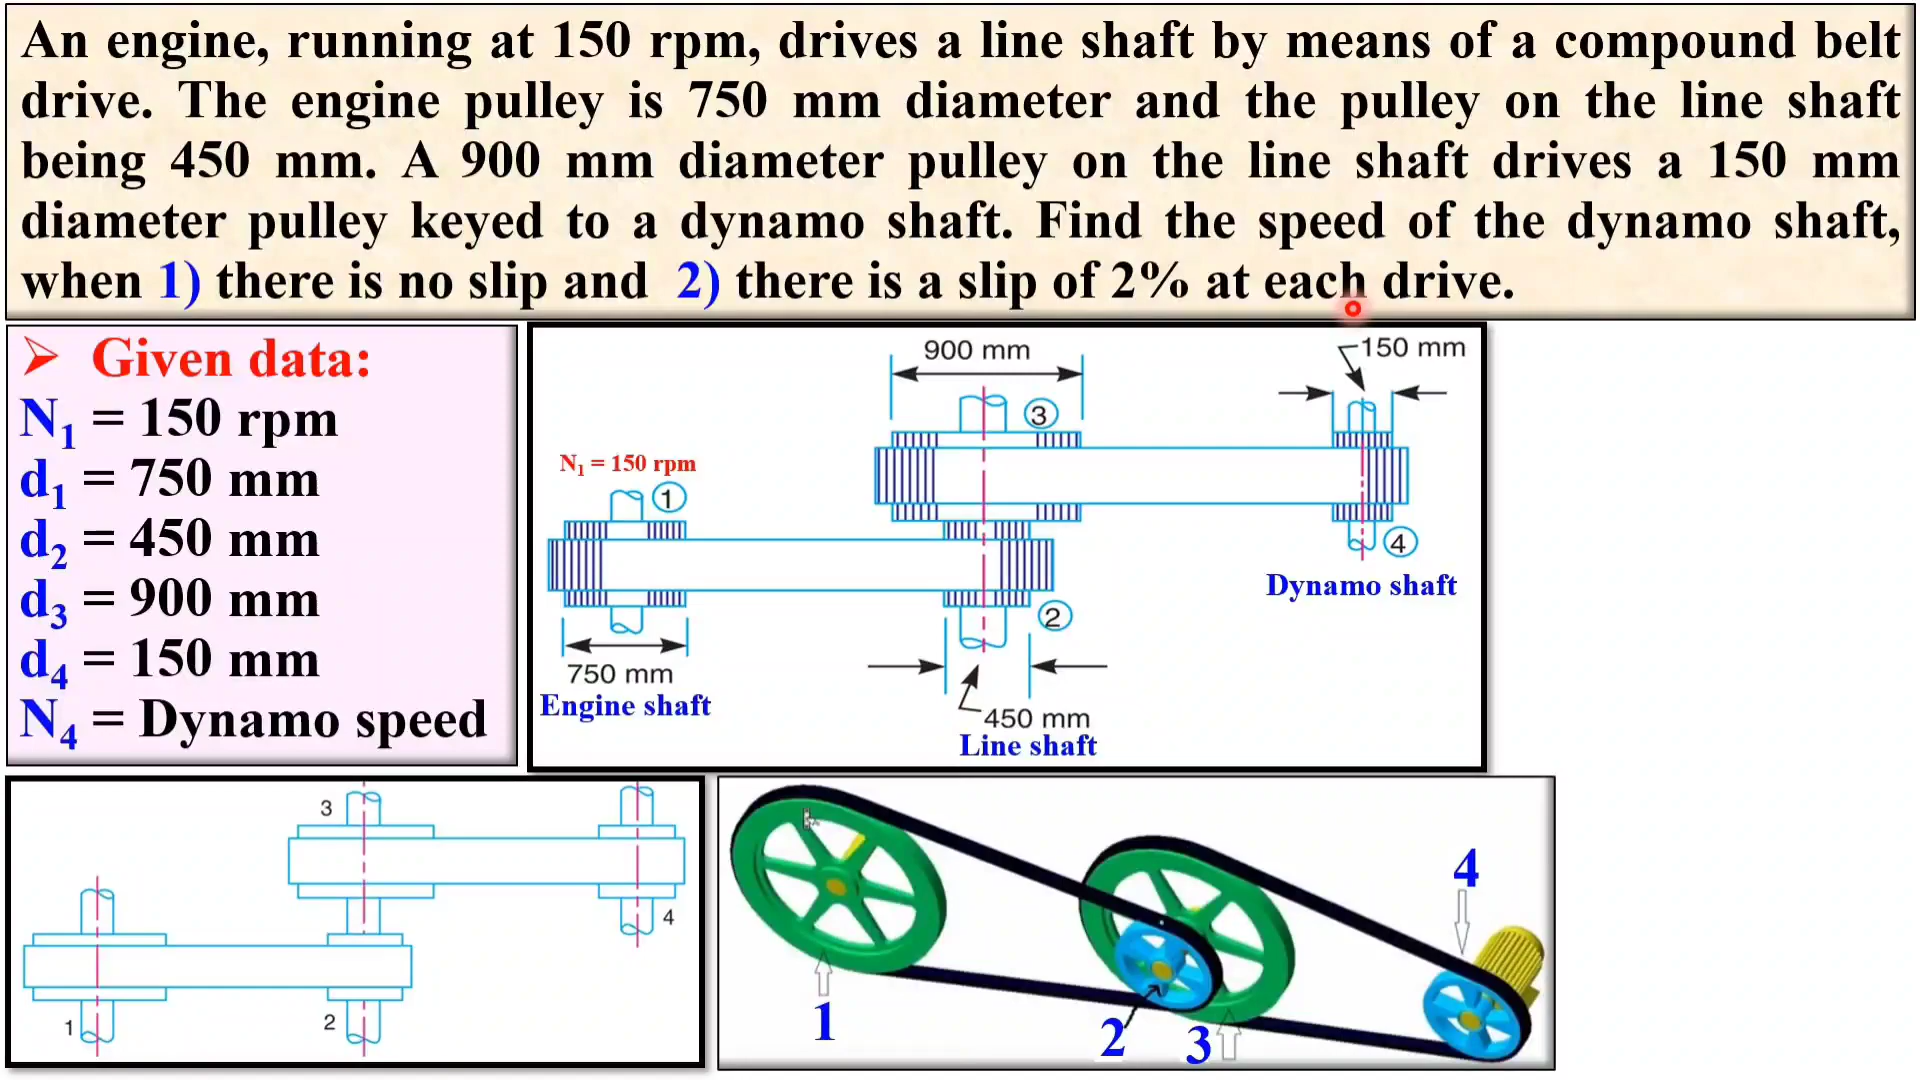 An engine, running at 150 rpm, drives a line shaft by means of a compound belt
drive. The engine pulley is 750 mm diameter and the pulley on the line shaft
being 450 mm. A 900 mm diameter pulley on the line shaft drives a 150 mm
diameter pulley keyed to a dynamo shaft. Find the speed of the dynamo shaft,
when 1) there is no slip and 2) there is a slip of 2% at each drive.
➢ Given data:
N₁ = 150 rpm
d₁ = 750 mm
d₂ = 450 mm
d₃ = 900 mm
d₄ = 150 mm
N₄ = Dynamo speed
900 mm
150 mm
3
N₁ = 150 rpm
1
4
Dynamo shaft
2
750 mm
Engine shaft
450 mm
Line shaft
3
4
1
2
4
1
2
3